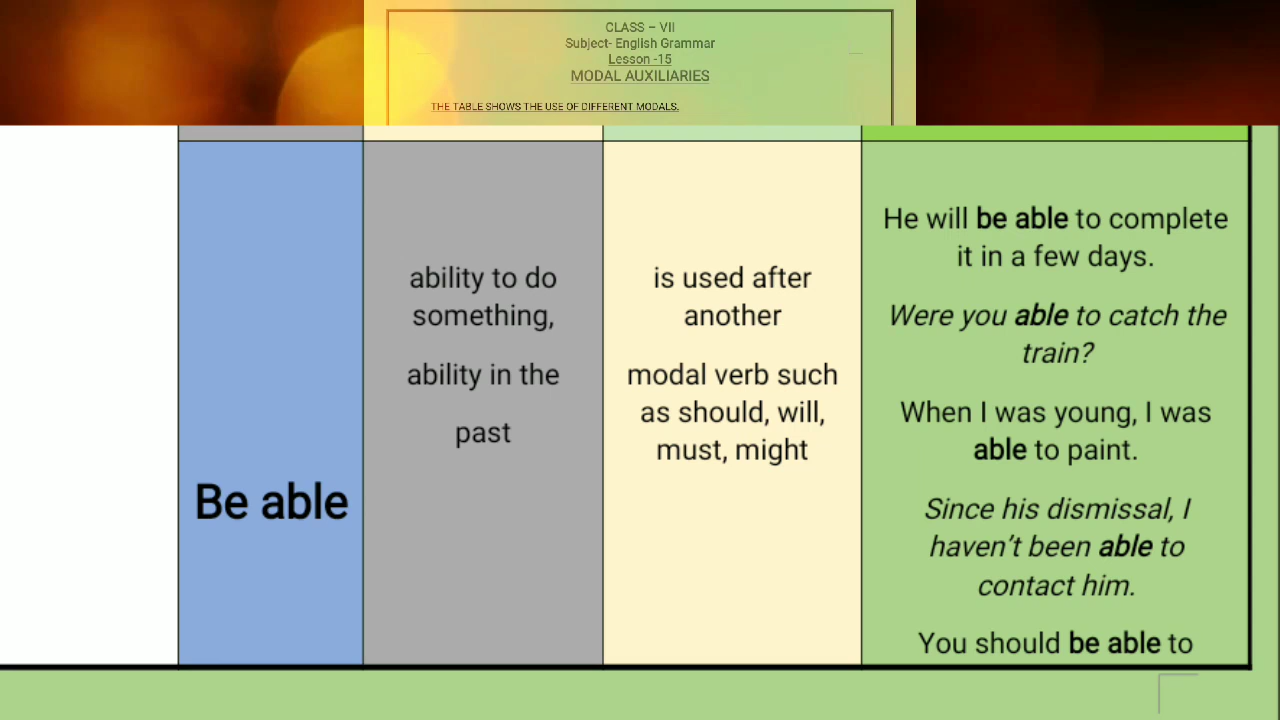 CLASS – VII
Subject- English Grammar
Lesson -15
MODAL AUXILIARIES
THE TABLE SHOWS THE USE OF DIFFERENT MODALS.
Be able
ability to do
something,
ability in the
past
is used after
another
modal verb such
as should, will,
must, might
He will be able to complete
it in a few days.
Were you able to catch the
train?
When I was young, I was
able to paint.
Since his dismissal, I
haven’t been able to
contact him.
You should be able to